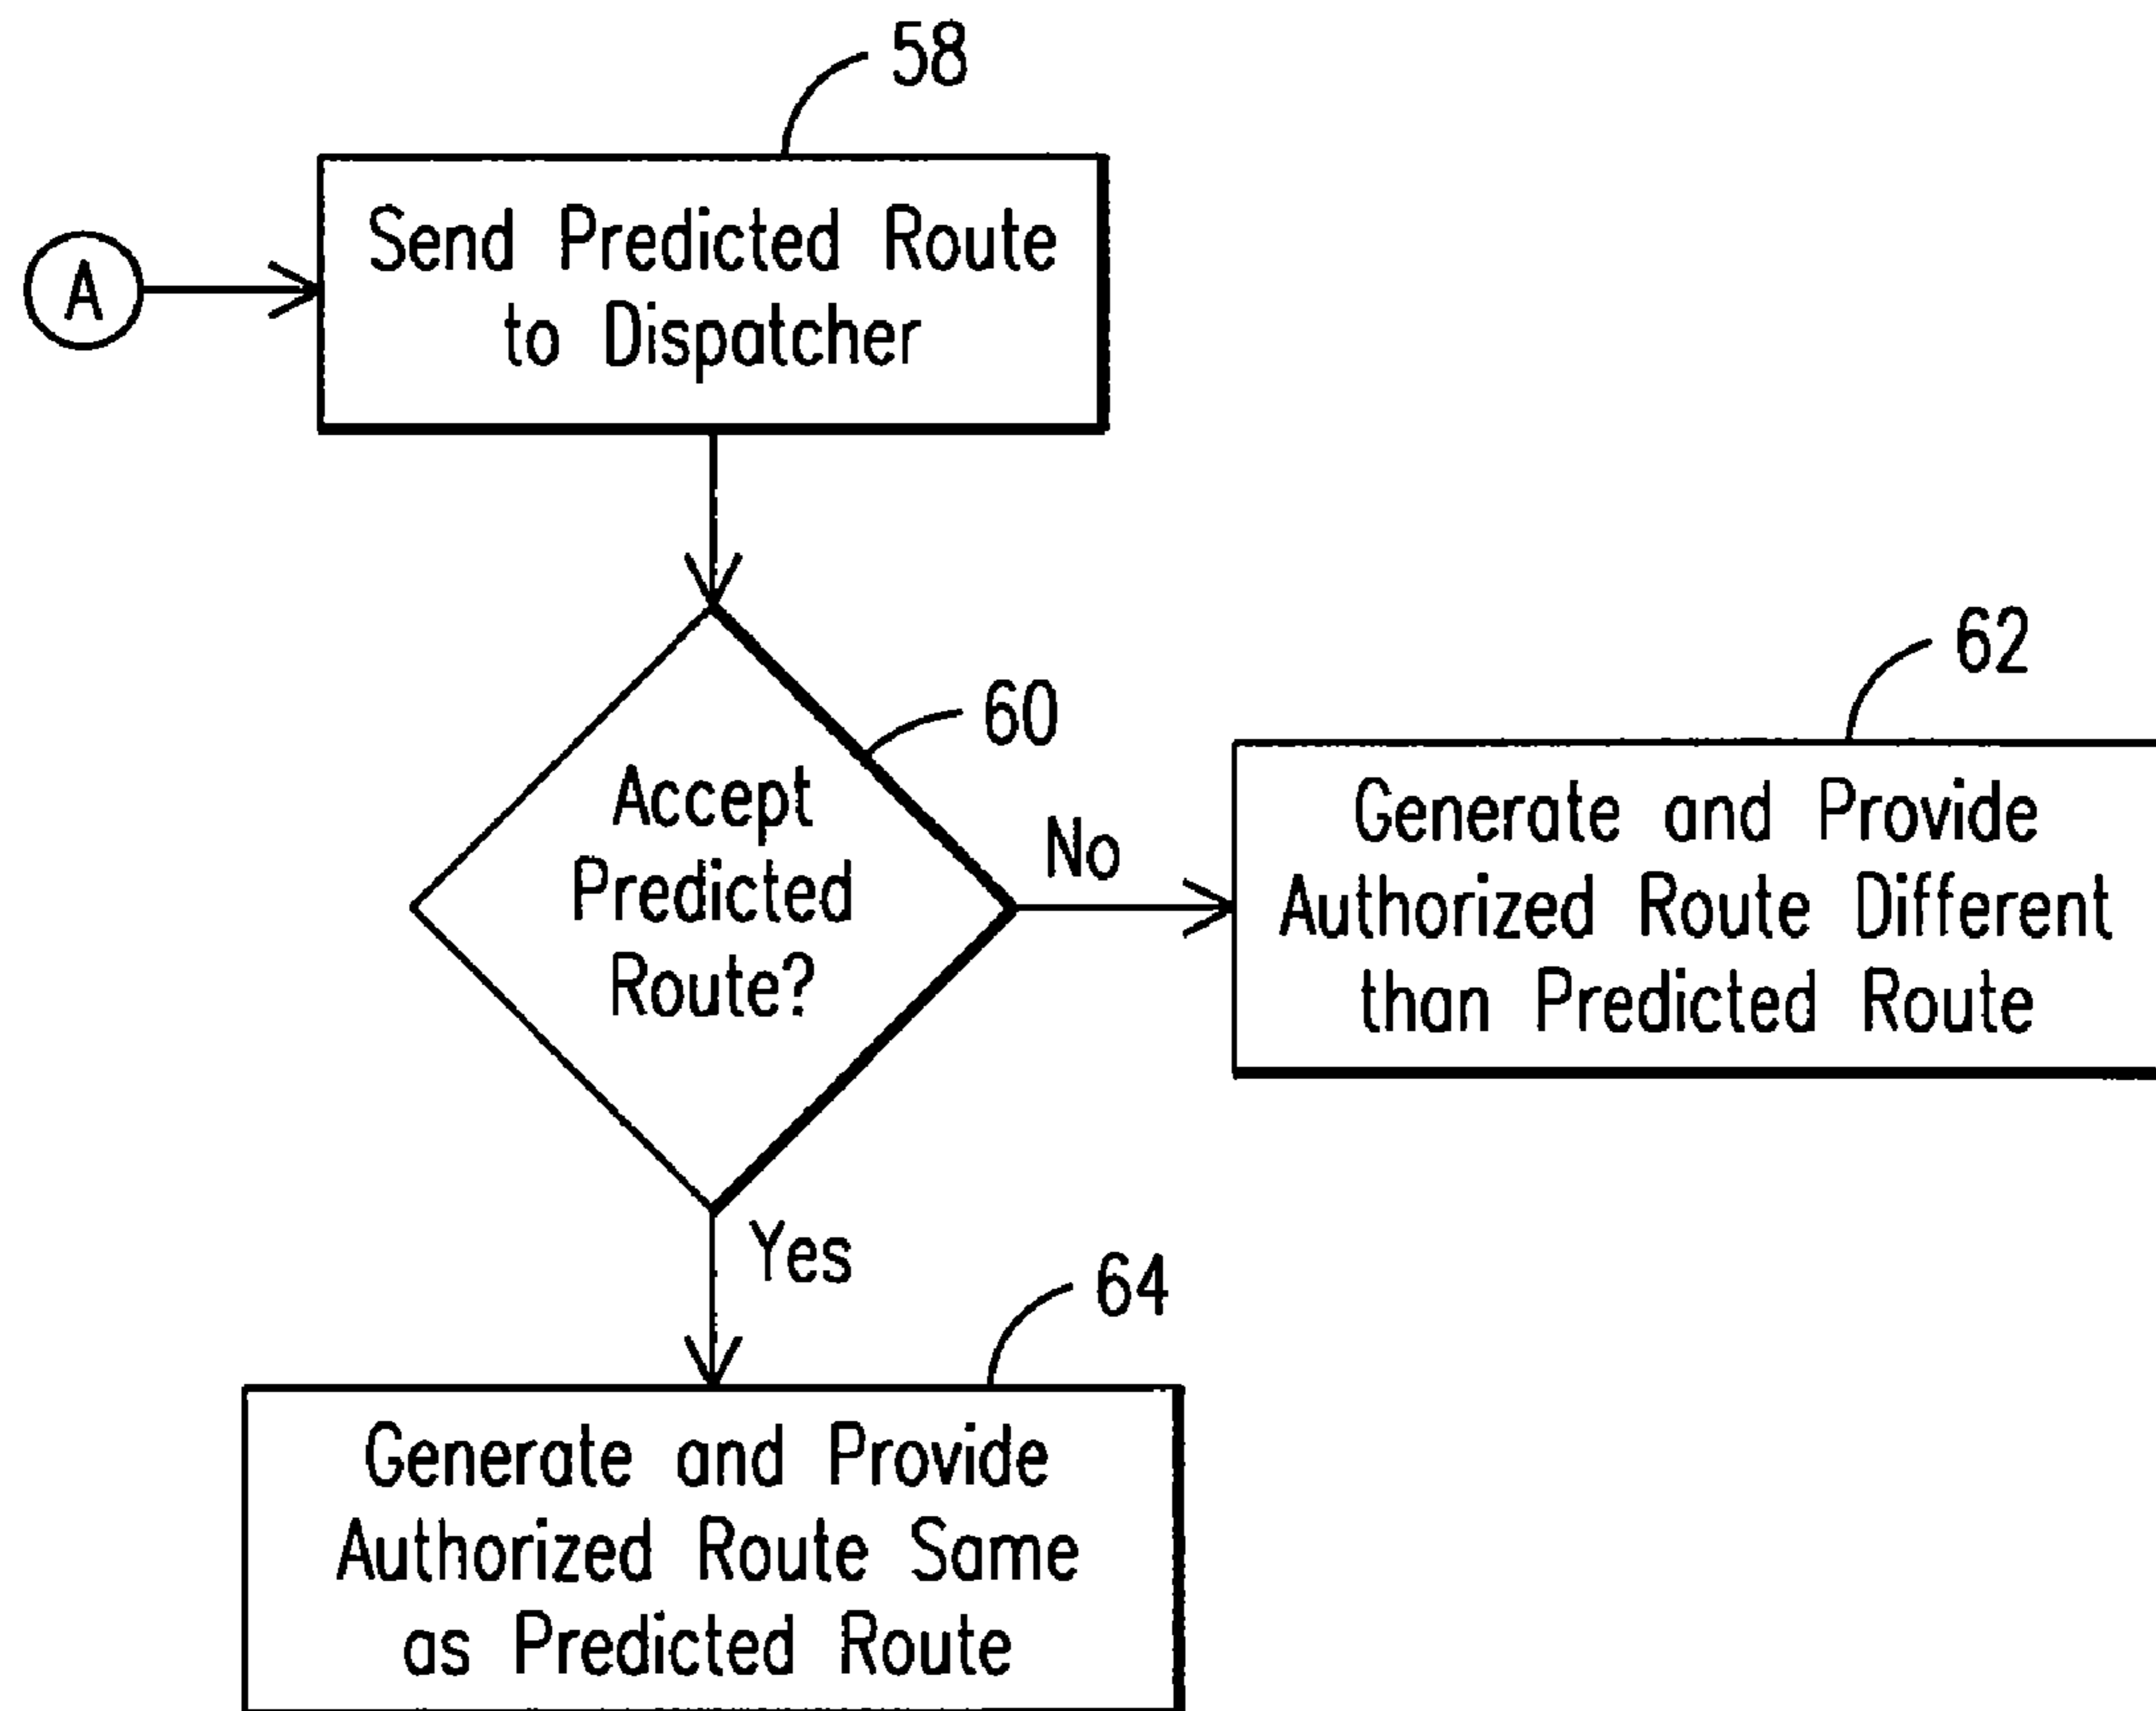 58
A
Send Predicted Route
to Dispatcher
60
Accept
Predicted
Route?
No
62
Generate and Provide
Authorized Route Different
than Predicted Route
Yes
64
Generate and Provide
Authorized Route Same
as Predicted Route